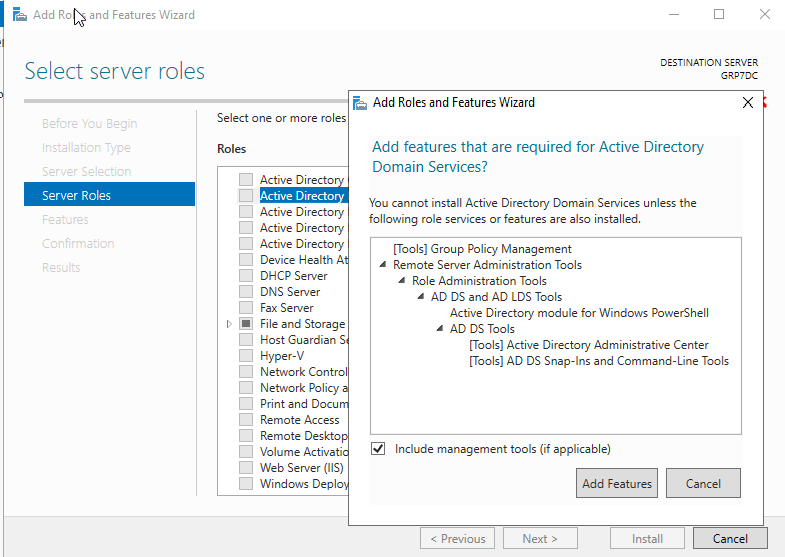 Add Roles and Features Wizard
Select server roles
DESTINATION SERVER
GRP7DC
Before You Begin
Installation Type
Server Selection
Server Roles
Features
Confirmation
Results
Select one or more roles
Roles
Active Directory
Active Directory
Active Directory
Active Directory
Active Directory
Device Health
DHCP Server
DNS Server
Fax Server
File and Storage
Host Guardian
Hyper-V
Network
Network Policy
Print and
Remote Access
Remote Desktop
Volume
Web Server (IIS)
Windows
Add Roles and Features Wizard
Add features that are required for Active Directory
Domain Services?
You cannot install Active Directory Domain Services unless the
following role services or features are also installed.
[Tools] Group Policy Management
Remote Server Administration Tools
Role Administration Tools
AD DS and AD LDS Tools
Active Directory module for Windows PowerShell
AD DS Tools
[Tools] Active Directory Administrative Center
[Tools] AD DS Snap-Ins and Command-Line Tools
Include management tools (if applicable)
Add Features
Cancel
< Previous
Next >
Install
Cancel